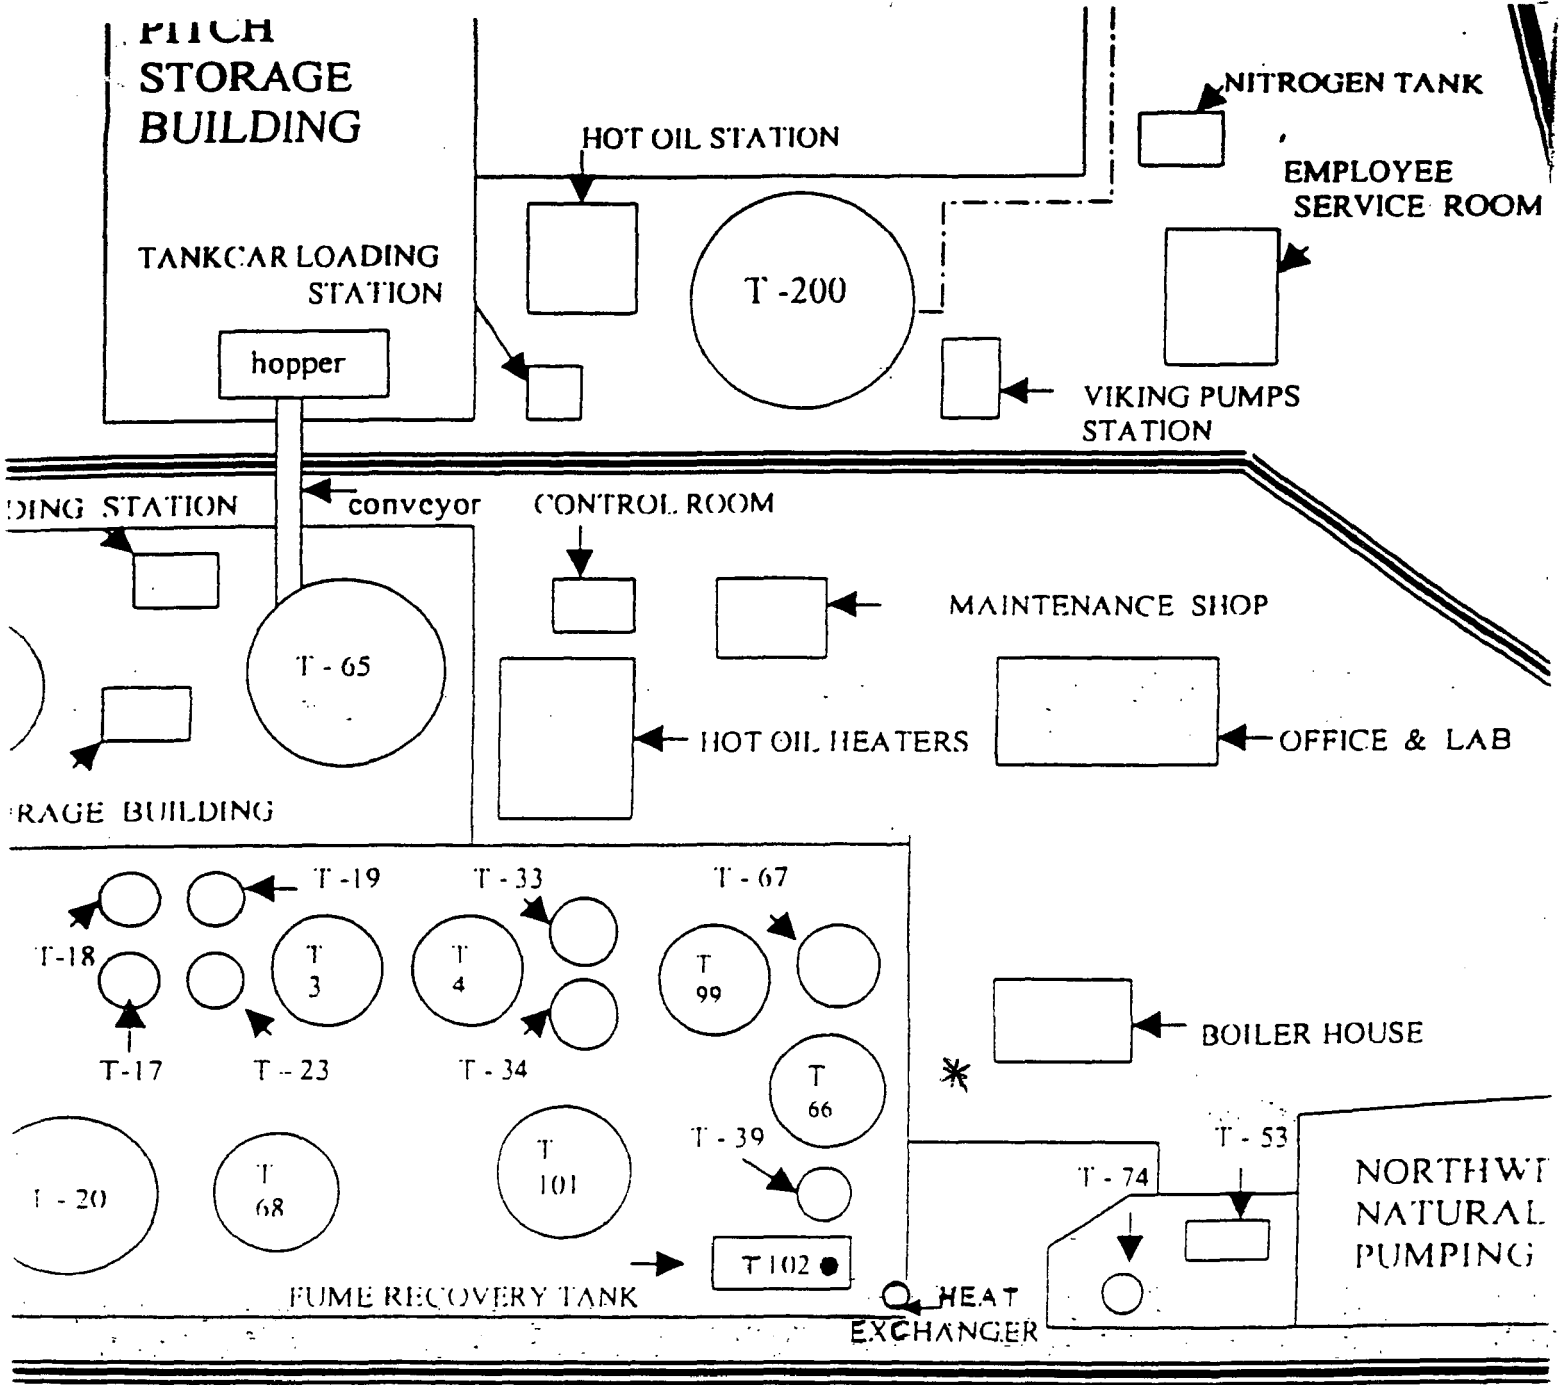 PITCH
STORAGE
BUILDING
NITROGEN TANK
HOT OIL STATION
EMPLOYEE
SERVICE ROOM
TANKCAR LOADING
STATION
T -200
hopper
VIKING PUMPS
STATION
DING STATION
conveyor
CONTROL ROOM
MAINTENANCE SHOP
T - 65
HOT OIL HEATERS
OFFICE & LAB
RAGE BUILDING
T -19
T - 33
T - 67
T-18
T
3
T
4
T
99
T-17
T - 23
T - 34
BOILER HOUSE
*
T
66
T - 39
T - 53
T - 74
T - 20
T
68
T
101
NORTHW
NATURAL
PUMPING
T 102
FUME RECOVERY TANK
HEAT
EXCHANGER